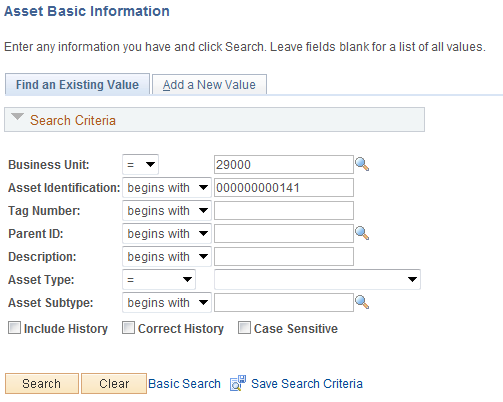 Asset Basic Information
Enter any information you have and click Search. Leave fields blank for a list of all values.
Find an Existing Value Add a New Value
Search Criteria
Business Unit: = 29000
Asset Identification: begins with 000000000141
Tag Number: begins with
Parent ID: begins with
Description: begins with
Asset Type: =
Asset Subtype: begins with
Include History Correct History Case Sensitive
Search Clear Basic Search Save Search Criteria